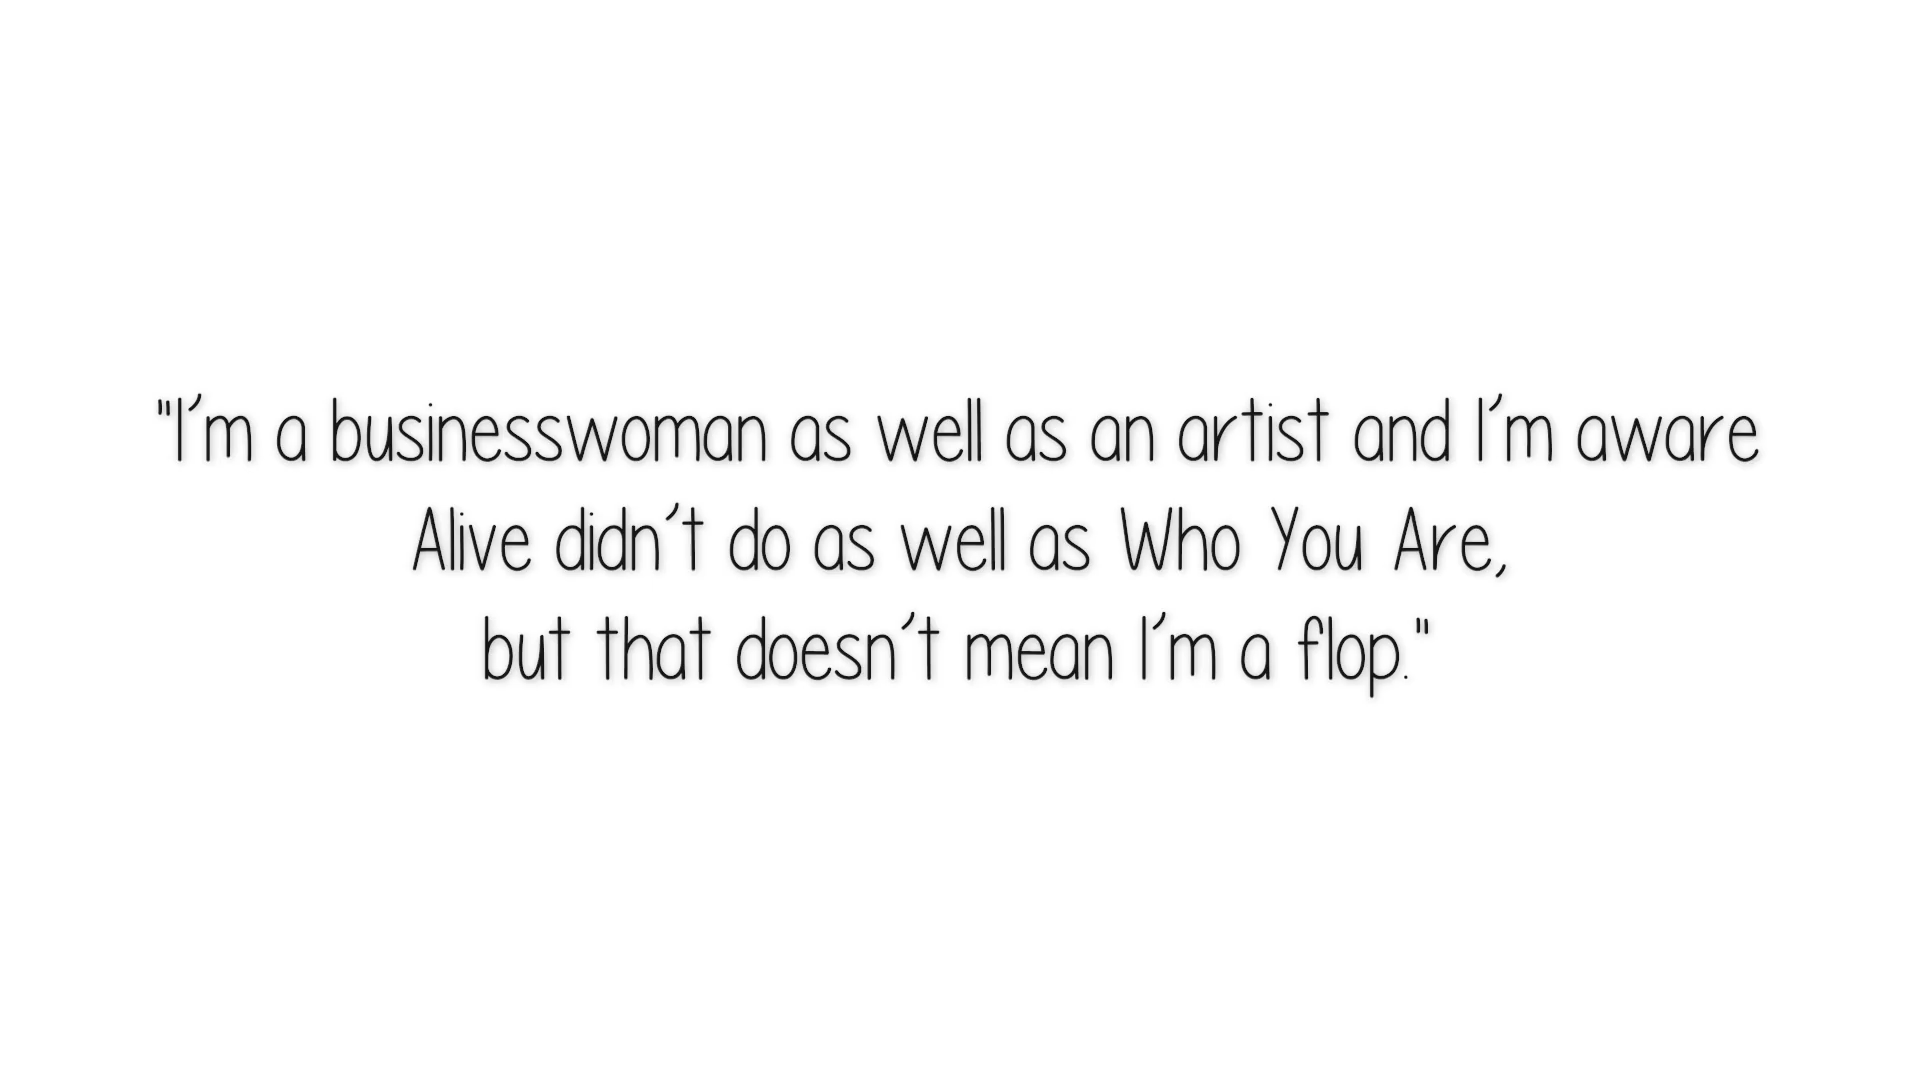 "I'm a businesswoman as well as an artist and I'm aware
Alive didn't do as well as Who You Are,
but that doesn't mean I'm a flop."